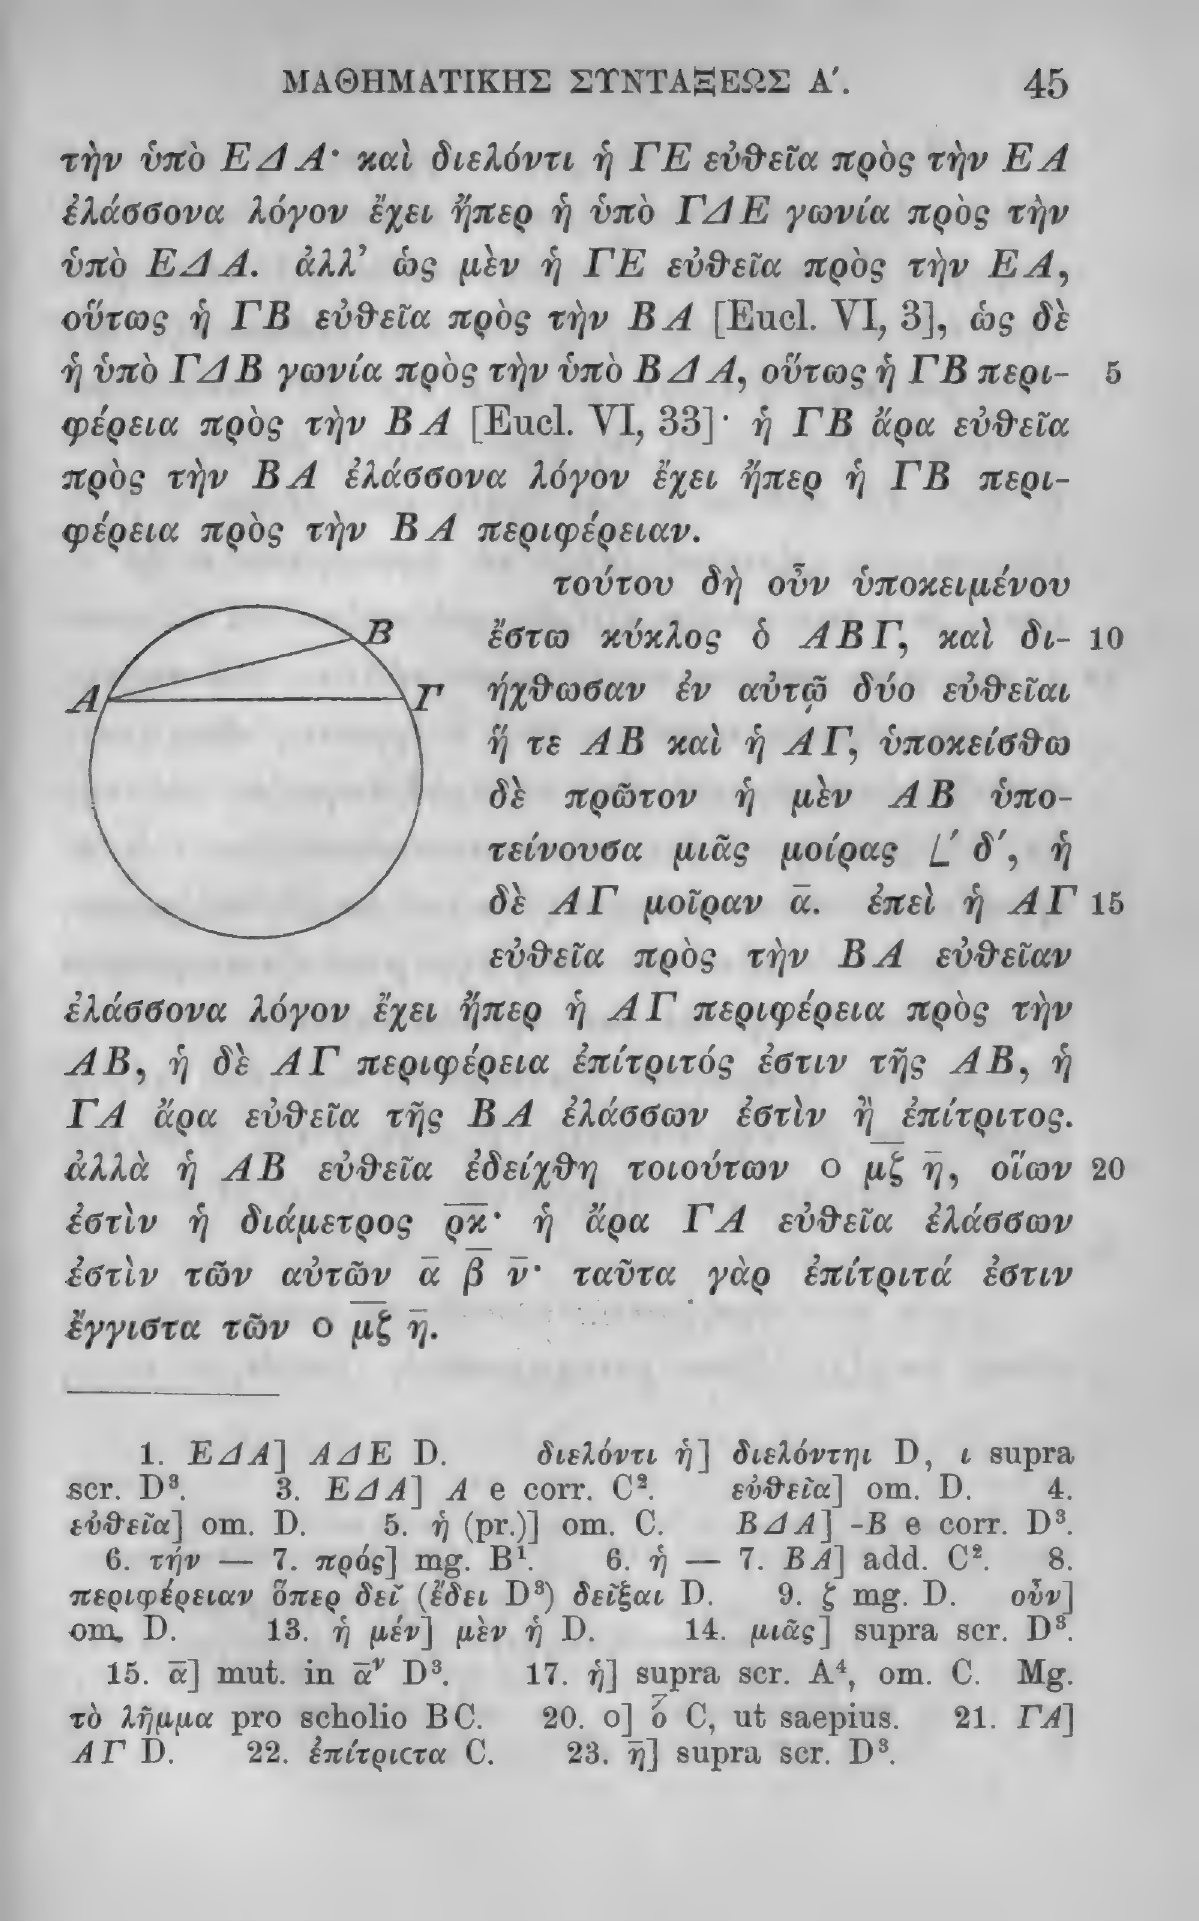 ΜΑΘΗΜΑΤΙΚΗΣ ΣΥΝΤΑΞΕΩΣ Α΄. 45
τὴν ὑπὸ ΕΔΑ· καὶ διελόντι ἡ ΓΕ εὐθεῖα πρὸς τὴν ΕΑ
ἐλάσσονα λόγον ἔχει ἤπερ ἡ ὑπὸ ΓΔΕ γωνία πρὸς τὴν
ὑπὸ ΕΔΑ. ἀλλ’ ὡς μὲν ἡ ΓΕ εὐθεῖα πρὸς τὴν ΕΑ,
οὕτως ἡ ΓΒ εὐθεῖα πρὸς τὴν ΒΑ [Eucl. VI, 3], ὡς δὲ
ἡ ὑπὸ ΓΔΒ γωνία πρὸς τὴν ὑπὸ ΒΔΑ, οὕτως ἡ ΓΒ περι- 5
φέρεια πρὸς τὴν ΒΑ [Eucl. VI, 33]· ἡ ΓΒ ἄρα εὐθεῖα
πρὸς τὴν ΒΑ ἐλάσσονα λόγον ἔχει ἤπερ ἡ ΓΒ περι-
φέρεια πρὸς τὴν ΒΑ περιφέρειαν.
τούτου δὴ οὖν ὑποκειμένου
ἔστω κύκλος ὁ ΑΒΓ, καὶ δι- 10
ήχθωσαν ἐν αὐτῷ δύο εὐθεῖαι
ἥ τε ΑΒ καὶ ἡ ΑΓ, ὑποκείσθω
δὲ πρῶτον ἡ μὲν ΑΒ ὑπο-
τείνουσα μιᾶς μοίρας ∠΄ δ΄, ἡ
δὲ ΑΓ μοῖραν α̅. ἐπεὶ ἡ ΑΓ 15
εὐθεῖα πρὸς τὴν ΒΑ εὐθεῖαν
Β
Α
Γ
ἐλάσσονα λόγον ἔχει ἤπερ ἡ ΑΓ περιφέρεια πρὸς τὴν
ΑΒ, ἡ δὲ ΑΓ περιφέρεια ἐπίτριτός ἐστιν τῆς ΑΒ, ἡ
ΓΑ ἄρα εὐθεῖα τῆς ΒΑ ἐλάσσων ἐστὶν ἢ ἐπίτριτος.
ἀλλὰ ἡ ΑΒ εὐθεῖα ἐδείχθη τοιούτων ο μ̅ζ̅ η̅, οἵων 20
ἐστὶν ἡ διάμετρος ρ̅κ̅· ἡ ἄρα ΓΑ εὐθεῖα ἐλάσσων
ἐστὶν τῶν αὐτῶν α̅ β̅ ν̅· ταῦτα γὰρ ἐπίτριτά ἐστιν
ἔγγιστα τῶν ο μ̅ζ̅ η̅.
1. ΕΔΑ] ΑΔΕ D. διελόντι ἡ] διελόντηι D, ι supra
scr. D³. 3. ΕΔΑ] Α e corr. C². εὐθεῖα] om. D. 4.
εὐθεῖα] om. D. 5. ἡ (pr.)] om. C. ΒΔΑ] -Β e corr. D³.
6. τήν — 7. πρός] mg. B¹. 6. ἡ — 7. ΒΑ] add. C². 8.
περιφέρειαν ὅπερ δεῖ (ἔδει D³) δεῖξαι D. 9. ζ mg. D. οὖν]
om. D. 13. ἡ μέν] μὲν ἡ D. 14. μιᾶς] supra scr. D³.
15. α̅] mut. in α̅ᵛ D³. 17. ἡ] supra scr. A⁴, om. C. Mg.
τὸ λῆμμα pro scholio BC. 20. ο] ο̅ C, ut saepius. 21. ΓΑ]
ΑΓ D. 22. ἐπίτριϲτα C. 23. η̅] supra scr. D³.